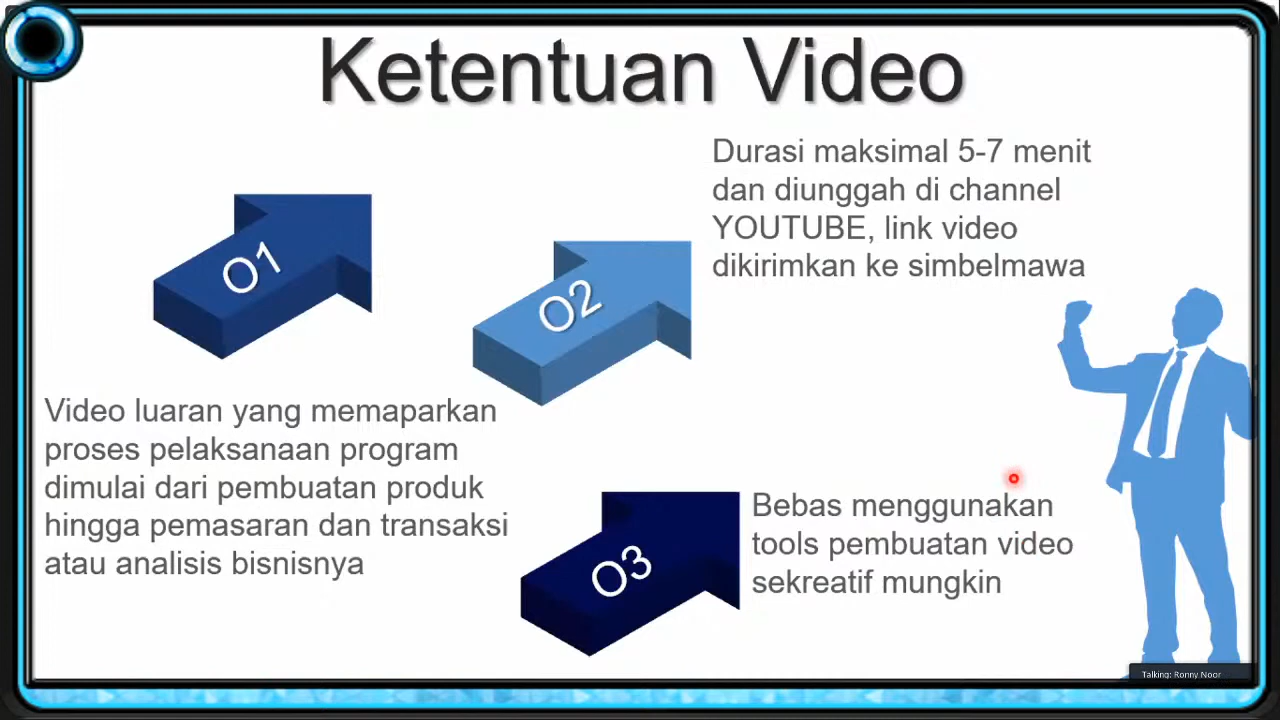 Ketentuan Video
O1
Video luaran yang memaparkan
proses pelaksanaan program
dimulai dari pembuatan produk
hingga pemasaran dan transaksi
atau analisis bisnisnya
O2
Durasi maksimal 5-7 menit
dan diunggah di channel
YOUTUBE, link video
dikirimkan ke simbelmawa
O3
Bebas menggunakan
tools pembuatan video
sekreatif mungkin
Talking: Ronny Noor